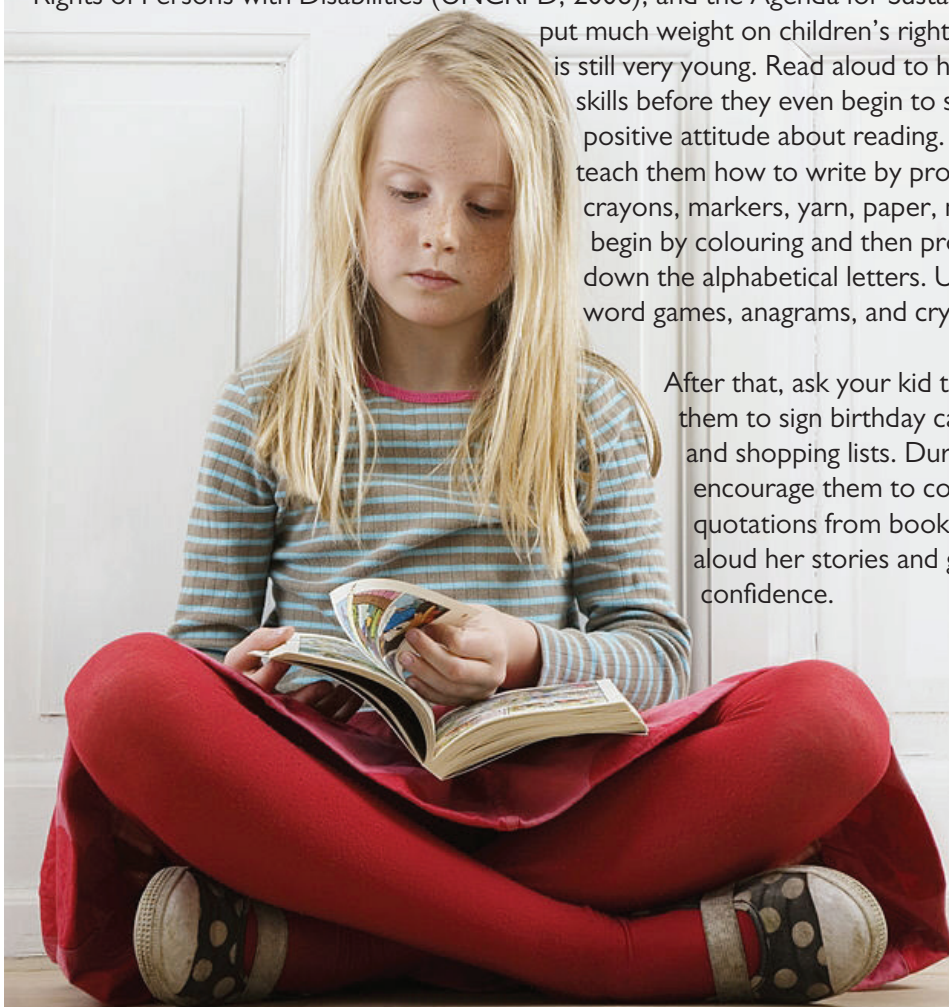 Rights of Persons with Disabilities (UNCRPD, 2006), and the Agenda for Susta
put much weight on children's right
is still very young. Read aloud to h
skills before they even begin to s
positive attitude about reading.
teach them how to write by pro
crayons, markers, yarn, paper, r
begin by colouring and then pr
down the alphabetical letters. U
word games, anagrams, and cry
After that, ask your kid t
them to sign birthday ca
and shopping lists. Dur
encourage them to co
quotations from book
aloud her stories and g
confidence.